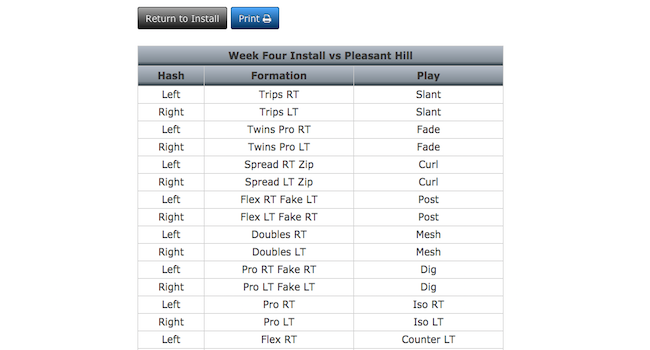 Return to Install Print
Week Four Install vs Pleasant Hill
Hash Formation Play
Left Trips RT Slant
Right Trips LT Slant
Left Twins Pro RT Fade
Right Twins Pro LT Fade
Left Spread RT Zip Curl
Right Spread LT Zip Curl
Left Flex RT Fake LT Post
Right Flex LT Fake RT Post
Left Doubles RT Mesh
Right Doubles LT Mesh
Left Pro RT Fake RT Dig
Right Pro LT Fake LT Dig
Left Pro RT Iso RT
Right Pro LT Iso LT
Left Flex RT Counter LT